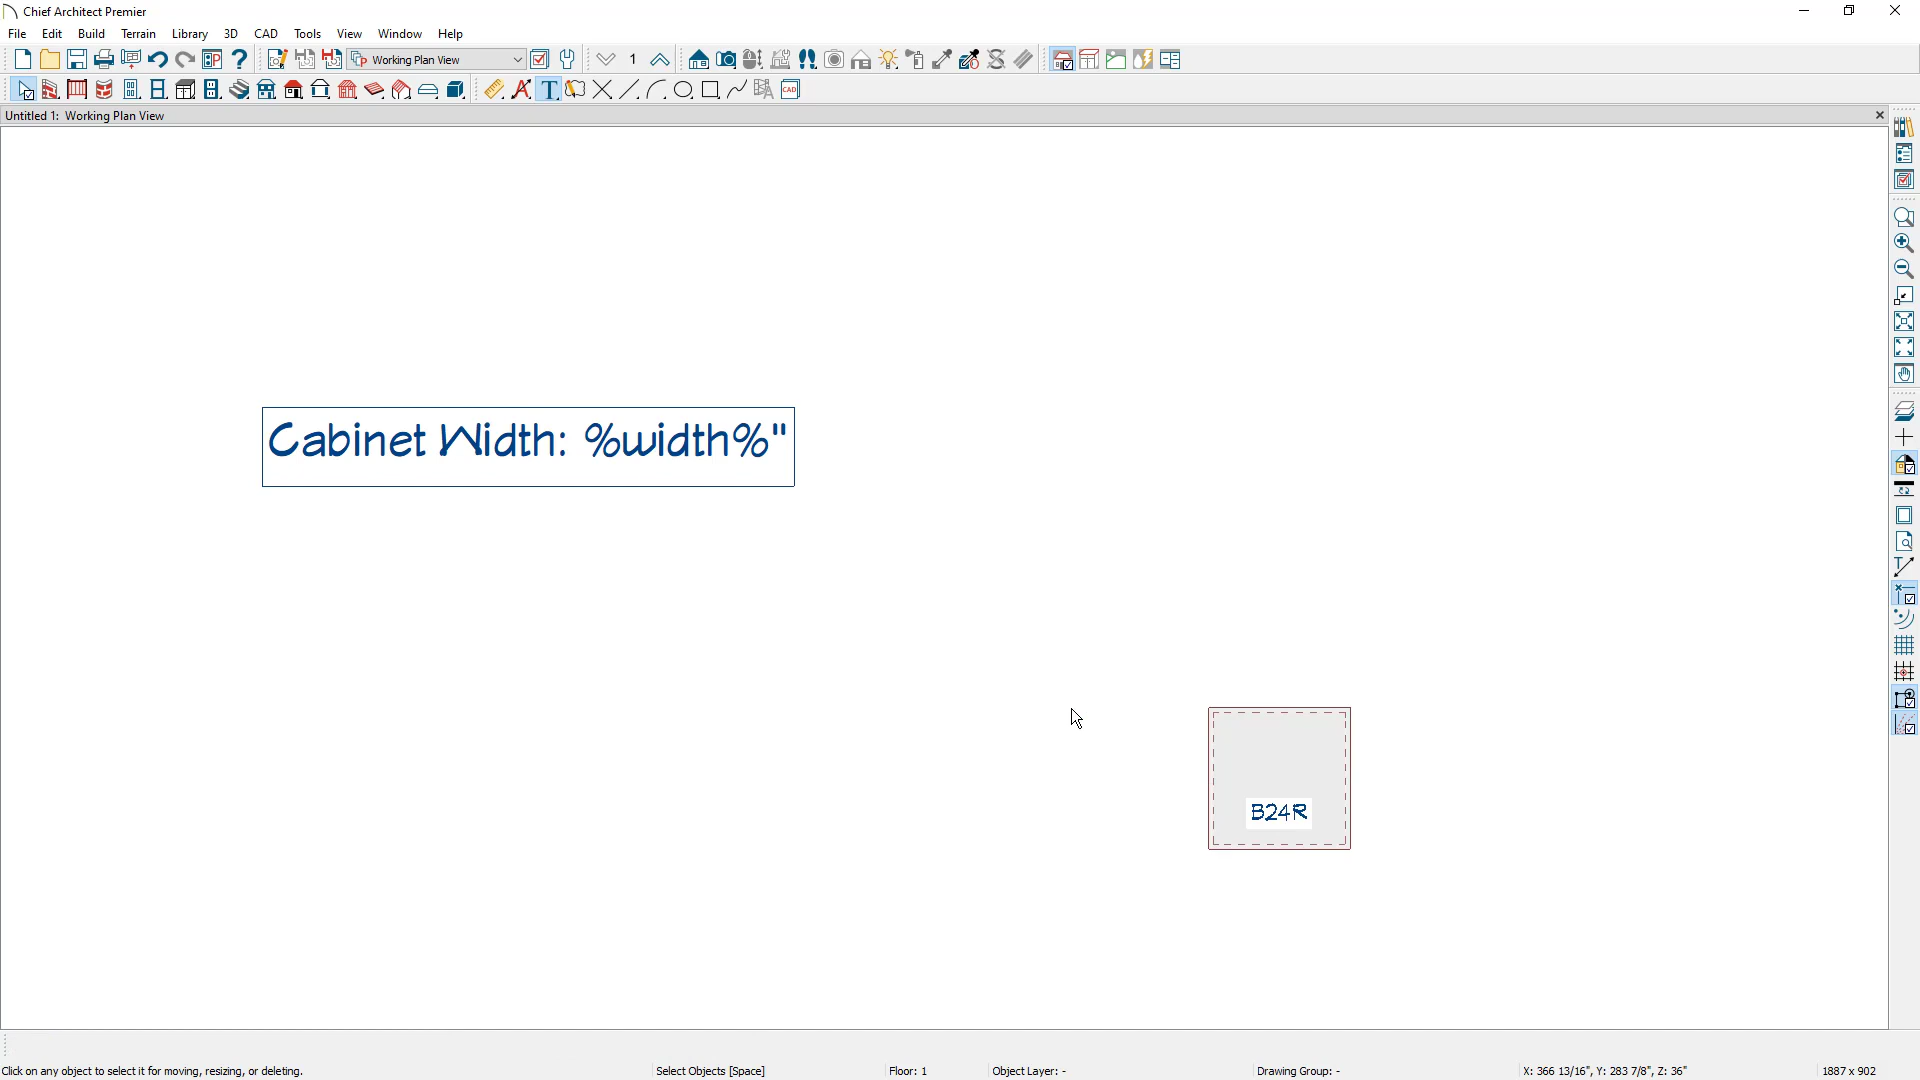 Chief Architect Premier
File Edit Build Terrain Library 3D CAD Tools View Window Help
Working Plan View 1
T CAD
Untitled 1: Working Plan View
Cabinet Width: %width%"
B24R
Click on any object to select it for moving, resizing, or deleting. Select Objects [Space] Floor: 1 Object Layer: - Drawing Group: - X: 366 13/16", Y: 283 7/8", Z: 36" 1887 x 902